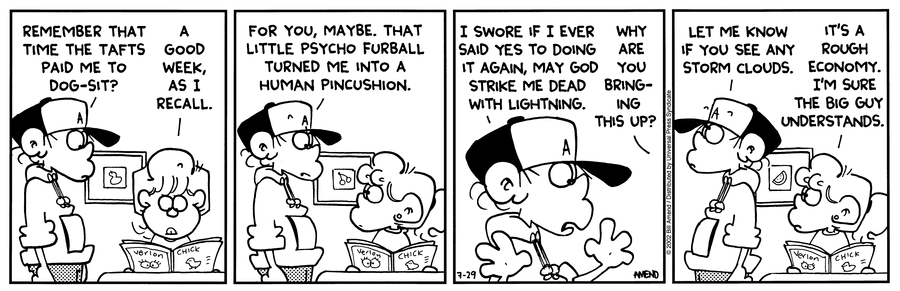 REMEMBER THAT
TIME THE TAFTS
PAID ME TO
DOG-SIT?
A
GOOD
WEEK,
AS I
RECALL.
A
Verlon
CHICK
FOR YOU, MAYBE. THAT
LITTLE PSYCHO FURBALL
TURNED ME INTO A
HUMAN PINCUSHION.
A
Verlon
CHICK
I SWORE IF I EVER
SAID YES TO DOING
IT AGAIN, MAY GOD
STRIKE ME DEAD
WITH LIGHTNING.
WHY
ARE
YOU
BRING-
ING
THIS UP?
A
7-29
AMEND
© 2002 Bill Amend / Distributed by Universal Press Syndicate
LET ME KNOW
IF YOU SEE ANY
STORM CLOUDS.
IT'S A
ROUGH
ECONOMY.
I'M SURE
THE BIG GUY
UNDERSTANDS.
A
Verlon
CHICK